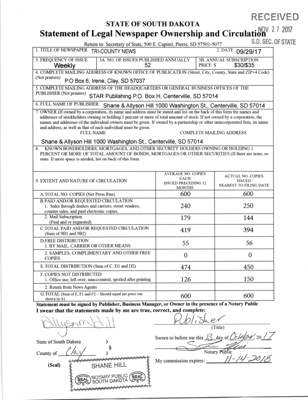 RECEIVED
NOV 27 2017
S.D. SEC. OF STATE
STATE OF SOUTH DAKOTA
Statement of Legal Newspaper Ownership and Circulation
Return to: Secretary of State, 500 E. Capitol, Pierre, SD 57501-5077
1. TITLE OF NEWSPAPER TRI-COUNTY NEWS
2. DATE 09/29/17
3. FREQUENCY OF ISSUE
Weekly
3A. NO. OF ISSUES PUBLISHED ANNUALLY
52
3B. ANNUAL SUBSCRIPTION
PRICE $ $30/$35
4. COMPLETE MAILING ADDRESS OF KNOWN OFFICE OF PUBLICATION (Street, City, County, State and ZIP+4 Code)
(Not printers) P.O Box 6, Irene, Clay, SD 57037
5. COMPLETE MAILING ADDRESS OF THE HEADQUARTERS OR GENERAL BUSINESS OFFICES OF THE
PUBLISHER (Not printers) STAR Publishing P.O. Box H, Centerville, SD 57014
6. FULL NAME OF PUBLISHER: Shane & Allyson Hill 1000 Washington St., Centerville, SD 57014
7. OWNER (If owned by a corporation, its name and address must be stated and list on the back of this form the names and
addresses of stockholders owning or holding 1 percent or more of total amount of stock. If not owned by a corporation, the
names and addresses of the individual owners must be given. If owned by a partnership or other unincorporated firm, its name
and address, as well as that of each individual must be given.
FULL NAME COMPLETE MAILING ADDRESS
Shane & Allyson Hill 1000 Washington St., Centerville, SD 57014
8. KNOWN BONDHOLDERS, MORTGAGES, AND OTHER SECURITY HOLDERS OWNING OR HOLDING 1
PERCENT OR MORE OF TOTAL AMOUNT OF BONDS, MORTGAGES OR OTHER SECURITIES (If there are none, so
state. If more space is needed, list on back of this form.
9. EXTENT AND NATURE OF CIRCULATION
AVERAGE NO. COPIES
EACH
ISSUED PRECEDING 12
MONTHS
ACTUAL NO. COPIES
ISSUED
NEAREST TO FILING DATE
A. TOTAL NO. COPIES (Net Press Run) 600 600
B. PAID AND/OR REQUESTED CIRCULATION
1. Sales through dealers and carriers, street vendors,
counter sales, and paid electronic copies 240 250
2. Mail Subscription
(Paid and or requested) 179 144
C. TOTAL PAID AND/OR REQUESTED CIRCULATION
(Sum of 9B1 and 9B2) 419 394
D. FREE DISTRIBUTION
1. BY MAIL, CARRIER OR OTHER MEANS 55 56
2. SAMPLES, COMPLIMENTARY AND OTHER FREE
COPIES 0 0
E. TOTAL DISTRIBUTION (Sum of C, D1 and D2) 474 450
F. COPIES NOT DISTRIBUTED
1. Office use, left over, unaccounted, spoiled after printing 126 150
2. Return from News Agents
G. TOTAL (Sum of E, F1 and F2 - Should equal net press run
shown in A) 600 600
Statement must be signed by Publisher, Business Manager, or Owner in the presence of a Notary Public
I swear that the statements made by me are true, correct, and complete:
Publisher
(Title)
State of South Dakota )
County of Clay )
Sworn to before me this 13 day of October 2017
Notary Public
(Seal)
My commission expires: 11-14-2018
SHANE HILL
NOTARY PUBLIC
SOUTH DAKOTA
SEAL
SEAL